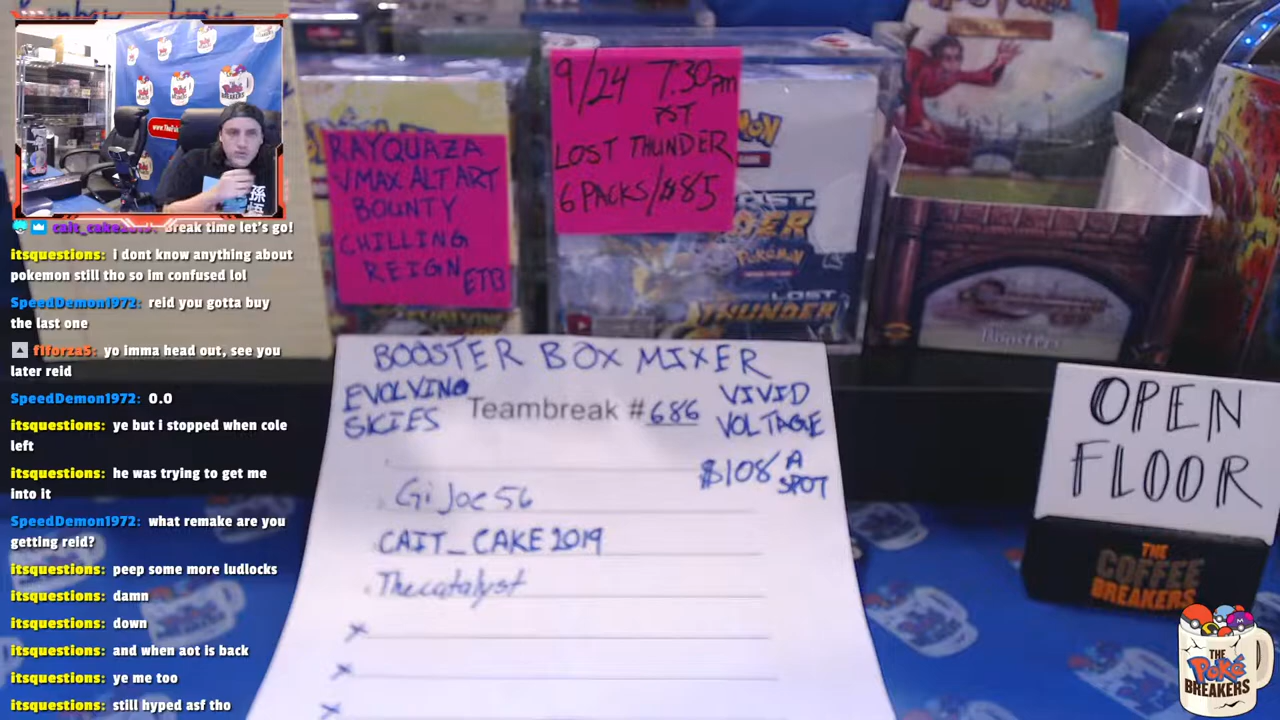 cait_cake2019: Break time let's go!
itsquestions: i dont know anything about
pokemon still tho so im confused lol
SpeedDemon1972: reid you gotta buy
the last one
yo imma head out, see you
later reid
SpeedDemon1972: 0.0
itsquestions: ye but i stopped when cole
left
itsquestions: he was trying to get me
into it
SpeedDemon1972: what remake are you
getting reid?
itsquestions: peep some more ludlocks
itsquestions: damn
itsquestions: down
itsquestions: and when aot is back
itsquestions: ye me too
itsquestions: still hyped asf tho
RAYQUAZA
VMAX ALT ART
BOUNTY
CHILLING
REIGN ETB
9/24 7:30pm
PST
LOST THUNDER
6 PACKS/$85
POKÉMON
LOST
THUNDER
BOOSTER BOX MIXER
EVOLVING
SKIES
Teambreak #686
VIVID
VOLTAGE
$108 A
SPOT
GiJoe56
CAIT_CAKE2019
Thecatalyst
x
x
x
OPEN
FLOOR
THE
COFFEE
BREAKERS
THE
Poké
BREAKERS